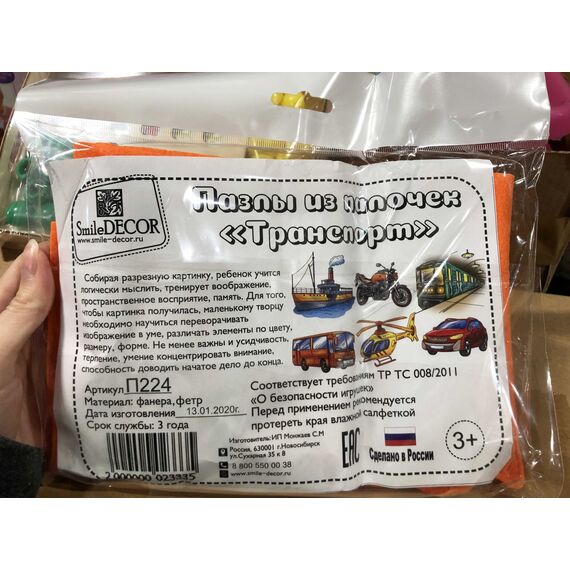 SmileDECOR
www.smile-decor.ru
Пазлы из палочек
«Транспорт»
Собирая разрезную картинку, ребенок учится
логически мыслить, тренирует воображение,
пространственное восприятие, память. Для того,
чтобы картинка получилась, маленькому творцу
необходимо научиться переворачивать
изображение в уме, различать элементы по цвету,
размеру, форме. Не менее важны и усидчивость,
терпение, умение концентрировать внимание,
способность доводить начатое дело до конца.
Артикул П224
Материал: фанера,фетр
Дата изготовления 13.01.2020г.
Срок службы: 3 года
Соответствует требованиям ТР ТС 008/2011
«О безопасности игрушек»
Перед применением рекомендуется
протереть края влажной салфеткой
Изготовитель:ИП Монжаев С.М
Россия, 630001 г.Новосибирск
ул.Сухарная 35 к 8
8 800 550 00 38
www.smile-decor.ru
2 000000 023335
EAC
Сделано в России
3+